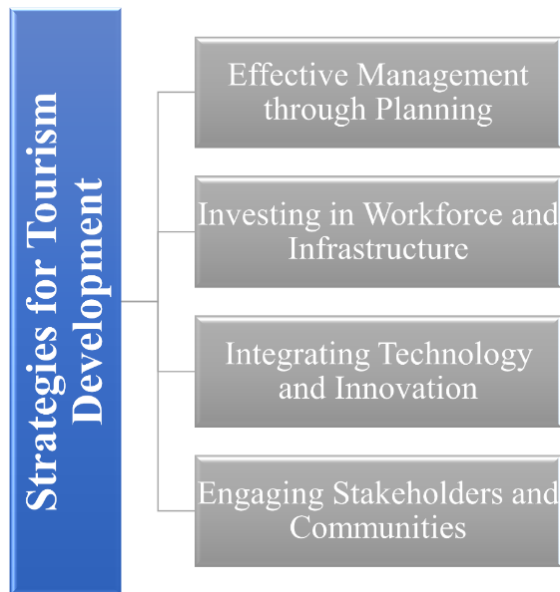 Strategies for Tourism
Development
Effective Management
through Planning
Investing in Workforce and
Infrastructure
Integrating Technology
and Innovation
Engaging Stakeholders and
Communities